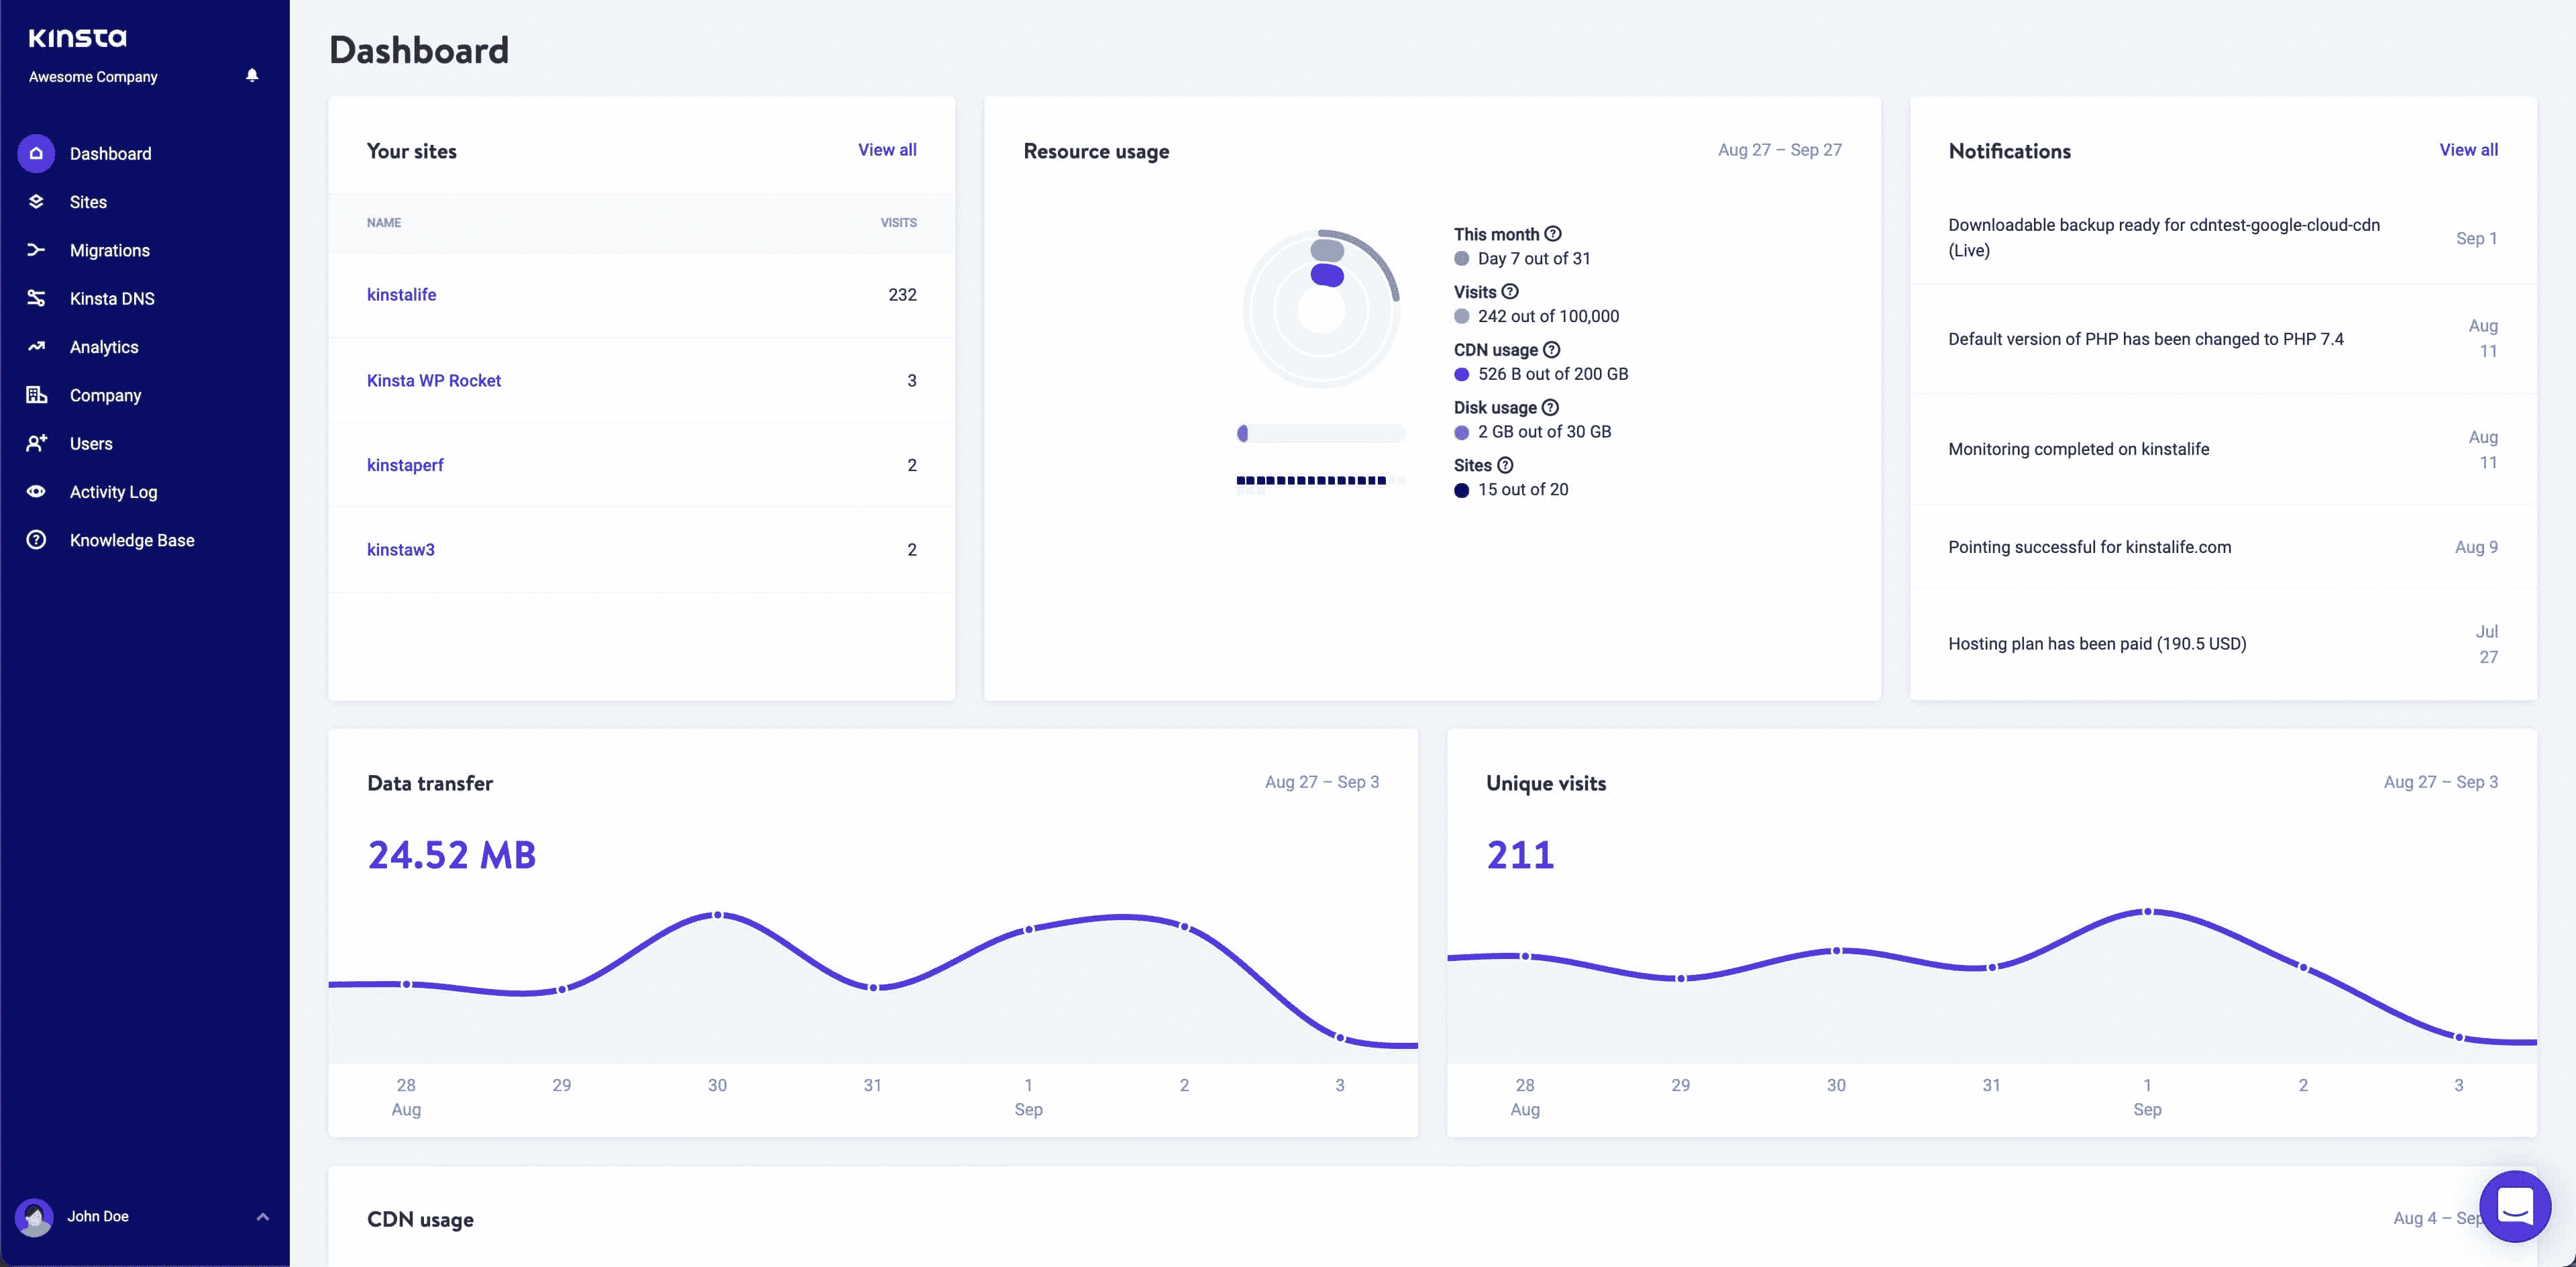 KINSTA
Awesome Company
Dashboard
Sites
Migrations
Kinsta DNS
Analytics
Company
Users
Activity Log
Knowledge Base
John Doe
Dashboard
Your sites
View all
NAME
VISITS
kinstalife
232
Kinsta WP Rocket
3
kinstaperf
2
kinstaw3
2
Resource usage
Aug 27 – Sep 27
This month
Day 7 out of 31
Visits
242 out of 100,000
CDN usage
526 B out of 200 GB
Disk usage
2 GB out of 30 GB
Sites
15 out of 20
Notifications
View all
Downloadable backup ready for cdntest-google-cloud-cdn
(Live)
Sep 1
Default version of PHP has been changed to PHP 7.4
Aug
11
Monitoring completed on kinstalife
Aug
11
Pointing successful for kinstalife.com
Aug 9
Hosting plan has been paid (190.5 USD)
Jul
27
Data transfer
Aug 27 – Sep 3
24.52 MB
28
29
30
31
1
2
3
Aug
Sep
Unique visits
Aug 27 – Sep 3
211
28
29
30
31
1
2
3
Aug
Sep
CDN usage
Aug 4 – Sep